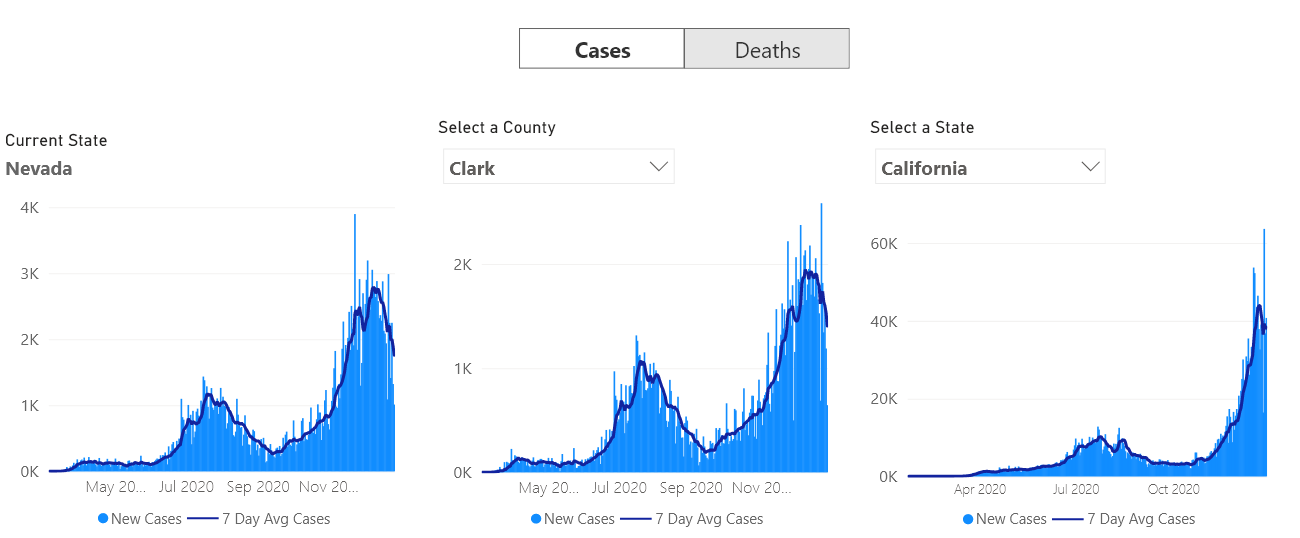 Cases Deaths
Current State
Nevada
4K
3K
2K
1K
0K
May 20... Jul 2020 Sep 2020 Nov 20...
New Cases 7 Day Avg Cases
Select a County
Clark
2K
1K
0K
May 20... Jul 2020 Sep 2020 Nov 20...
New Cases 7 Day Avg Cases
Select a State
California
60K
40K
20K
0K
Apr 2020 Jul 2020 Oct 2020
New Cases 7 Day Avg Cases